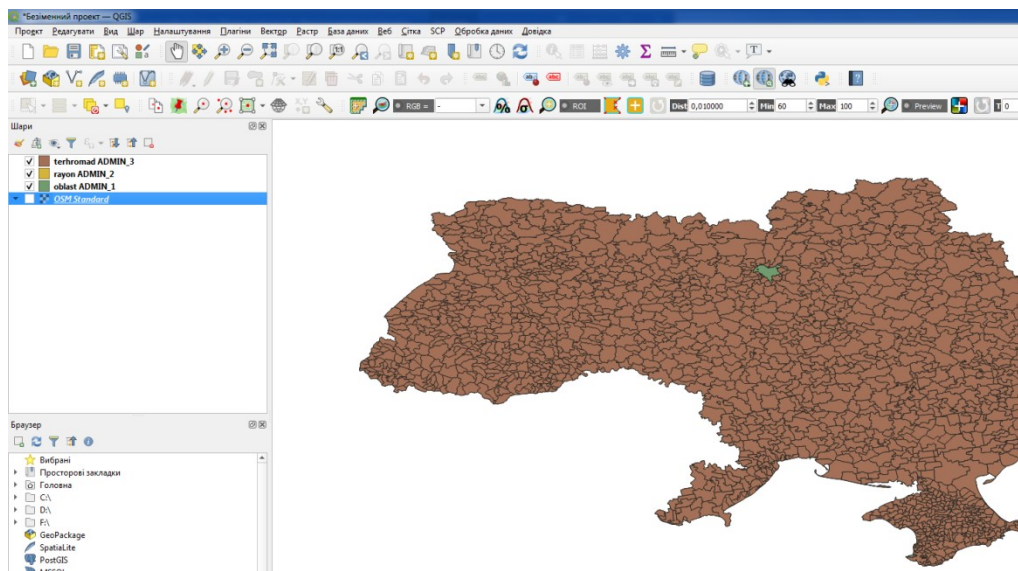 *Безіменний проект — QGIS
Проект Редагувати Вид Шар Налаштування Плагіни Вектор Растр База даних Веб Сітка SCP Обробка даних Довідка
RGB = - ROI Dist 0,010000 Min 60 Max 100 Preview T 0
Шари
terhromad ADMIN_3
rayon ADMIN_2
oblast ADMIN_1
OSM Standard
Браузер
Вибрані
Просторові закладки
Головна
C:\
D:\
F:\
GeoPackage
SpatiaLite
PostGIS
MSSQL